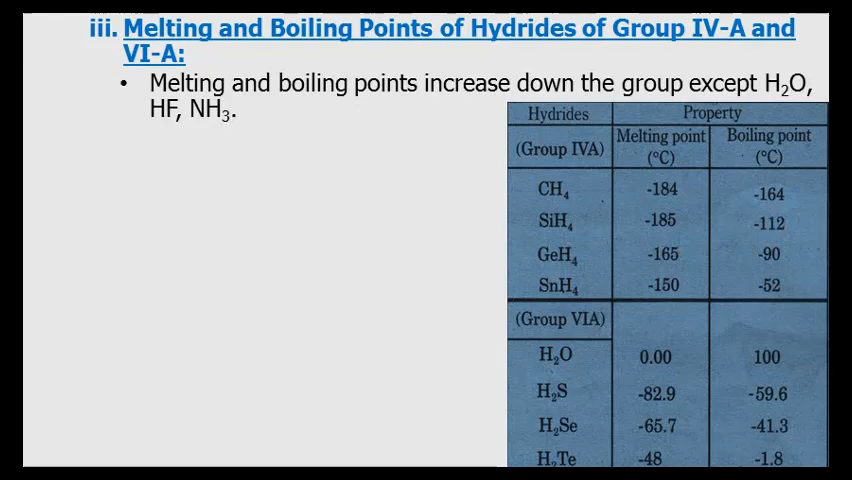 iii. Melting and Boiling Points of Hydrides of Group IV-A and
VI-A:
• Melting and boiling points increase down the group except H₂O,
HF, NH₃.
Hydrides Property
(Group IVA) Melting point (°C) Boiling point (°C)
CH₄ -184 -164
SiH₄ -185 -112
GeH₄ -165 -90
SnH₄ -150 -52
(Group VIA)
H₂O 0.00 100
H₂S -82.9 -59.6
H₂Se -65.7 -41.3
H₂Te -48 -1.8